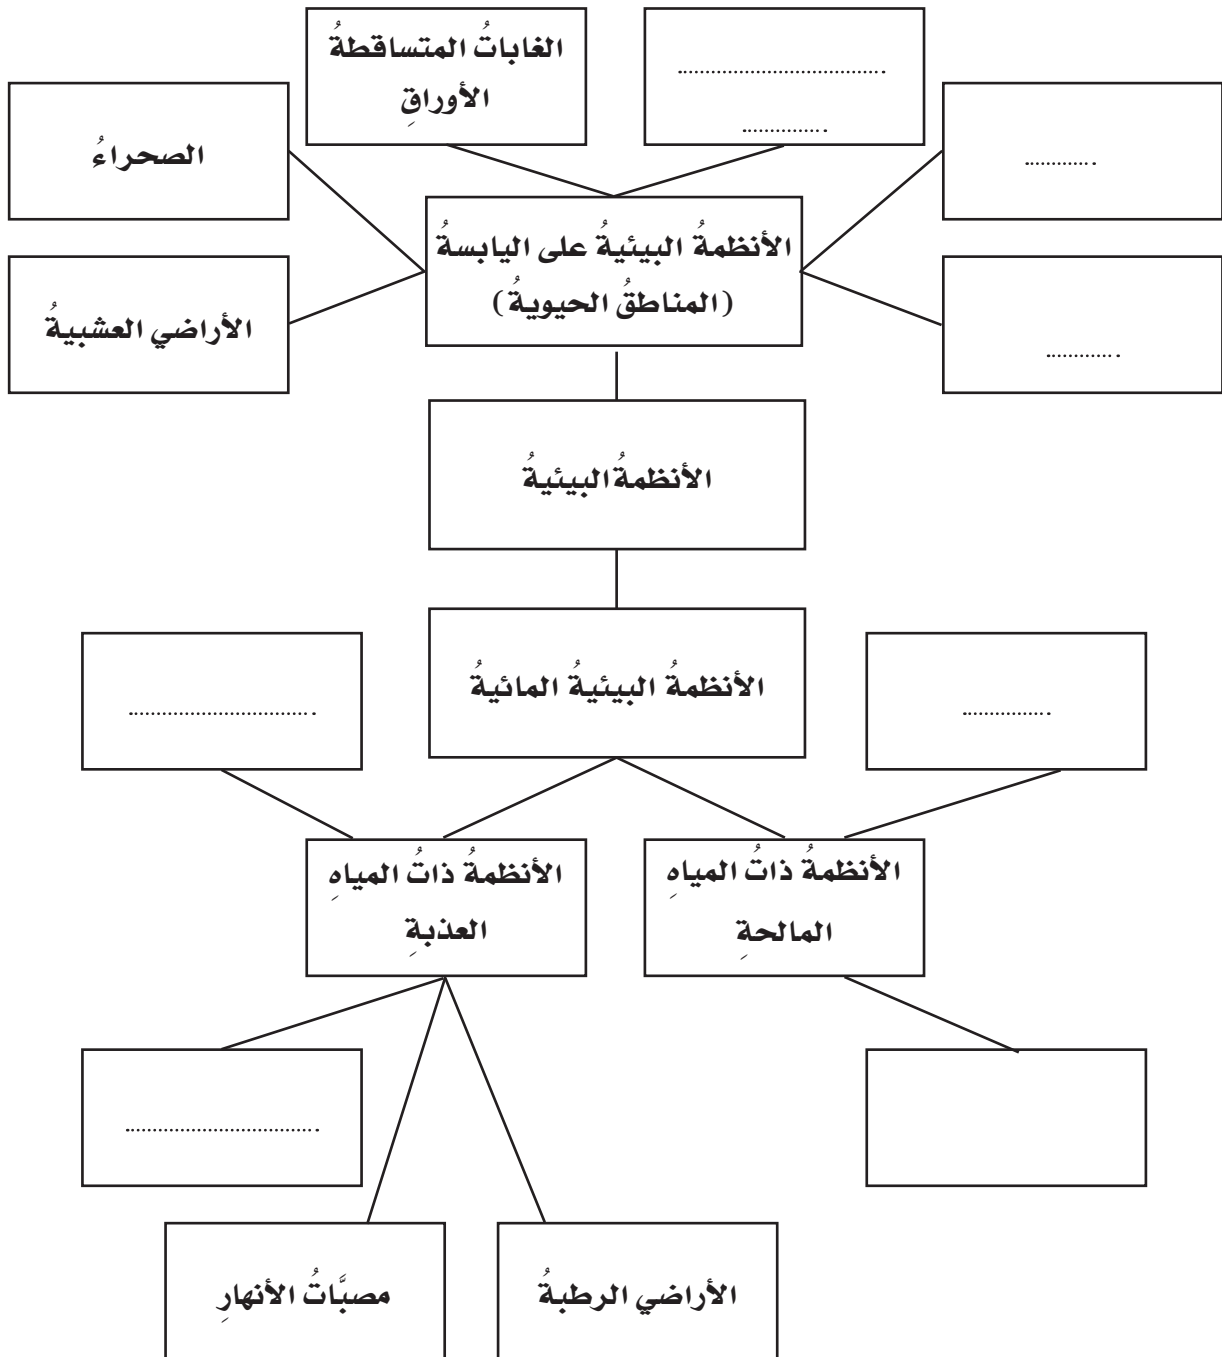 الغاباتُ المتساقطةُ
الأوراقِ
..................................
..............
الصحراءُ
............
الأنظمةُ البيئيةُ على اليابسةُ
(المناطقُ الحيويةُ)
الأراضي العشبيةُ
............
الأنظمةُ البيئيةُ
الأنظمةُ البيئيةُ المائيةُ
...............................
...............
الأنظمةُ ذاتُ المياهِ
المالحةِ
الأنظمةُ ذاتُ المياهِ
العذبةِ
................................
الأراضي الرطبةُ
مصبَّاتُ الأنهارِ